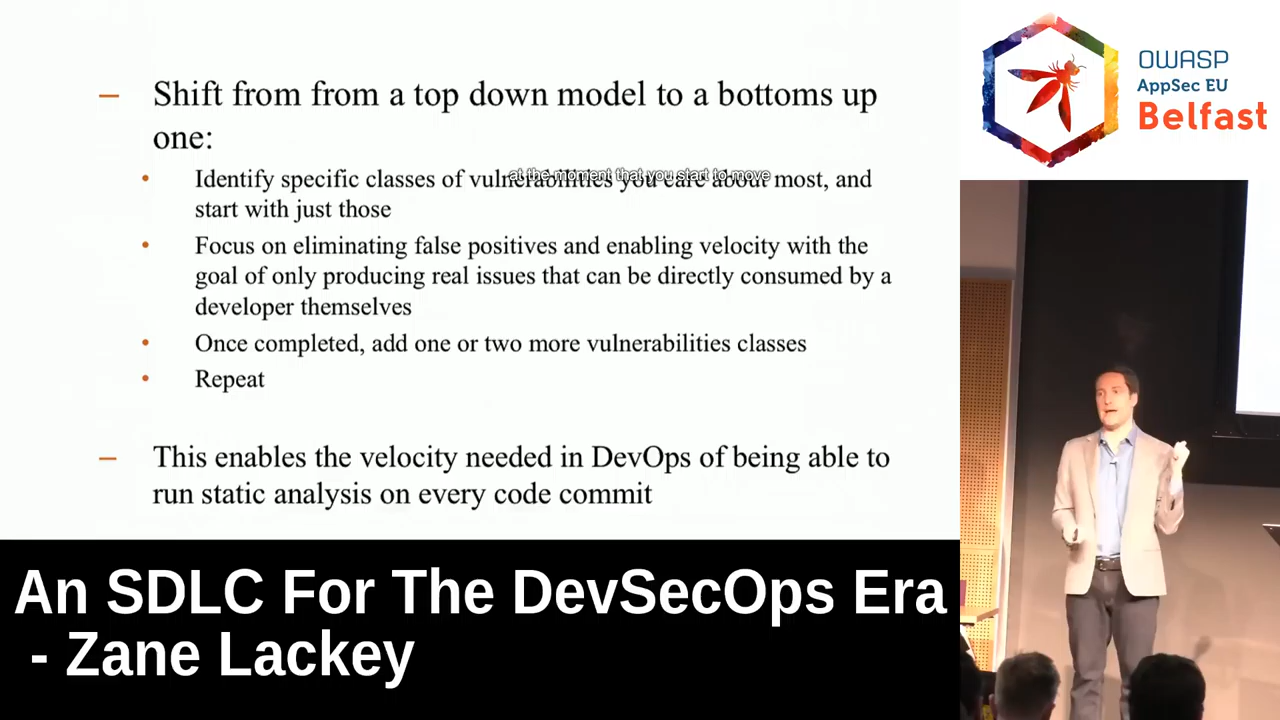 – Shift from from a top down model to a bottoms up
one:
• Identify specific classes of vulnerabilities you care about most, and
start with just those
at the moment that you start to move
• Focus on eliminating false positives and enabling velocity with the
goal of only producing real issues that can be directly consumed by a
developer themselves
• Once completed, add one or two more vulnerabilities classes
• Repeat
– This enables the velocity needed in DevOps of being able to
run static analysis on every code commit
OWASP
AppSec EU
Belfast
An SDLC For The DevSecOps Era
- Zane Lackey